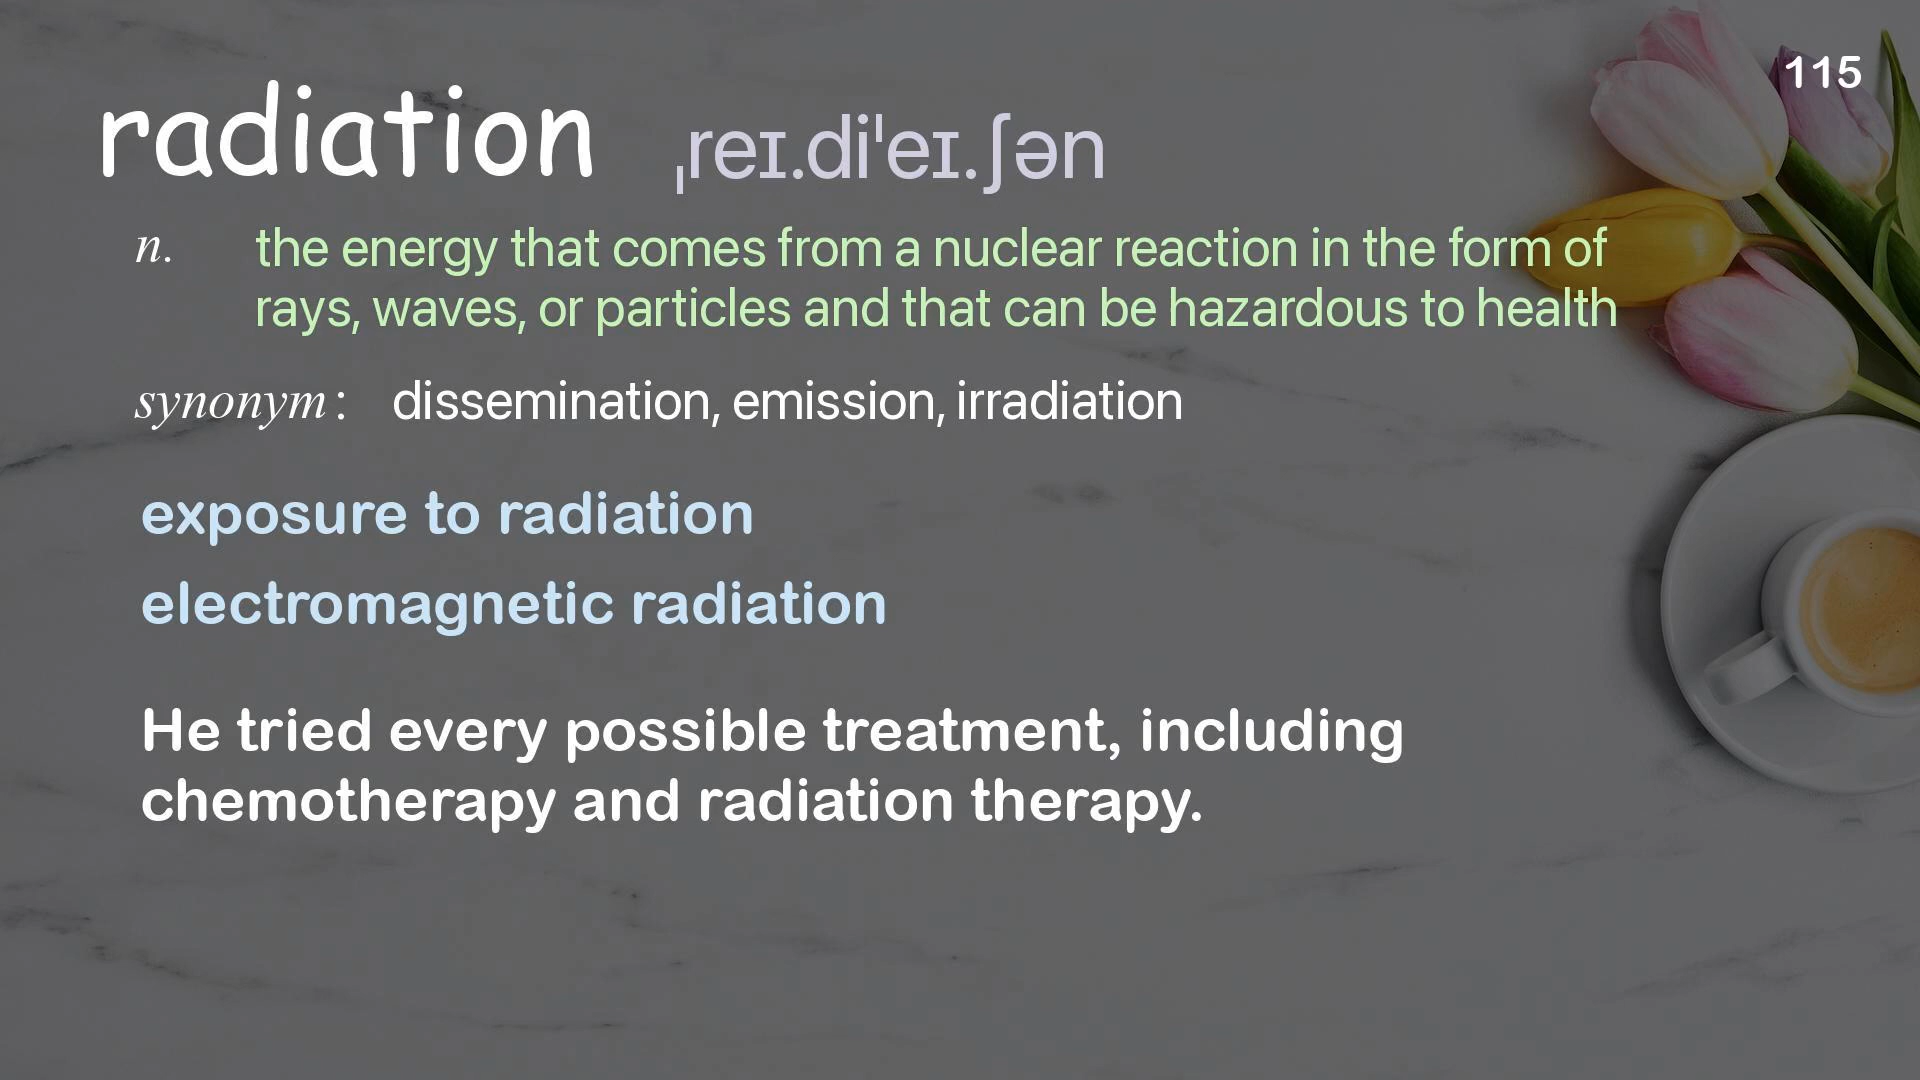 115
radiation ˌreɪ.diˈeɪ.ʃən
n. the energy that comes from a nuclear reaction in the form of
rays, waves, or particles and that can be hazardous to health
synonym: dissemination, emission, irradiation
exposure to radiation
electromagnetic radiation
He tried every possible treatment, including
chemotherapy and radiation therapy.